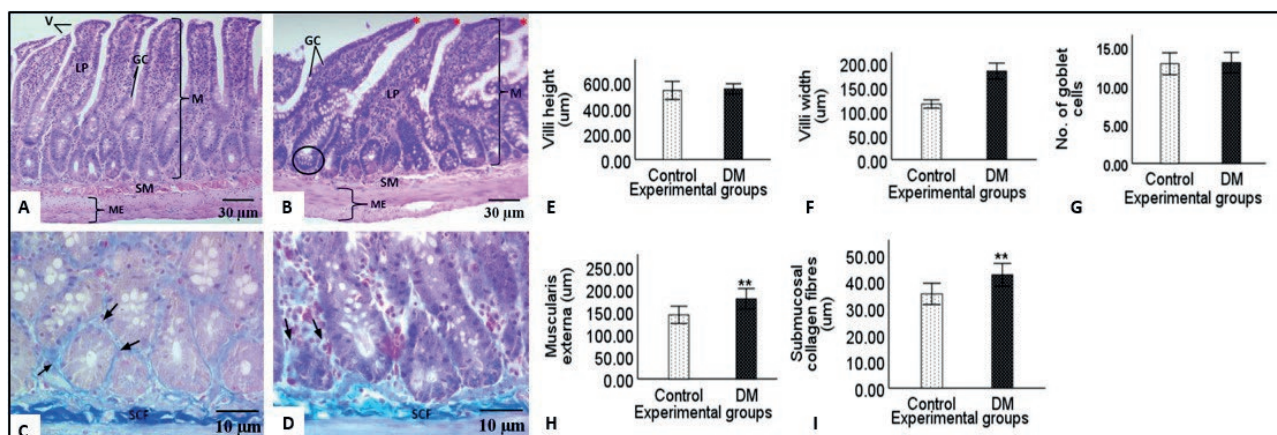 V
GC
LP
M
SM
ME
A
30 µm
GC
* * *
LP
M
SM
ME
B
30 µm
SCF
C
10 µm
SCF
D
10 µm
Villi height
(um)
600.00
400.00
200.00
0.00
Control DM
Experimental groups
E
Villi width
(um)
200.00
150.00
100.00
50.00
0.00
Control DM
Experimental groups
F
No. of goblet
cells
15.00
10.00
5.00
0.00
Control DM
Experimental groups
G
Muscularis
externa (um)
250.00
200.00
150.00
100.00
50.00
0.00
**
Control DM
Experimental groups
H
Submucosal
collagen fibres
(um)
50.00
40.00
30.00
20.00
10.00
0.00
**
Control DM
Experimental groups
I